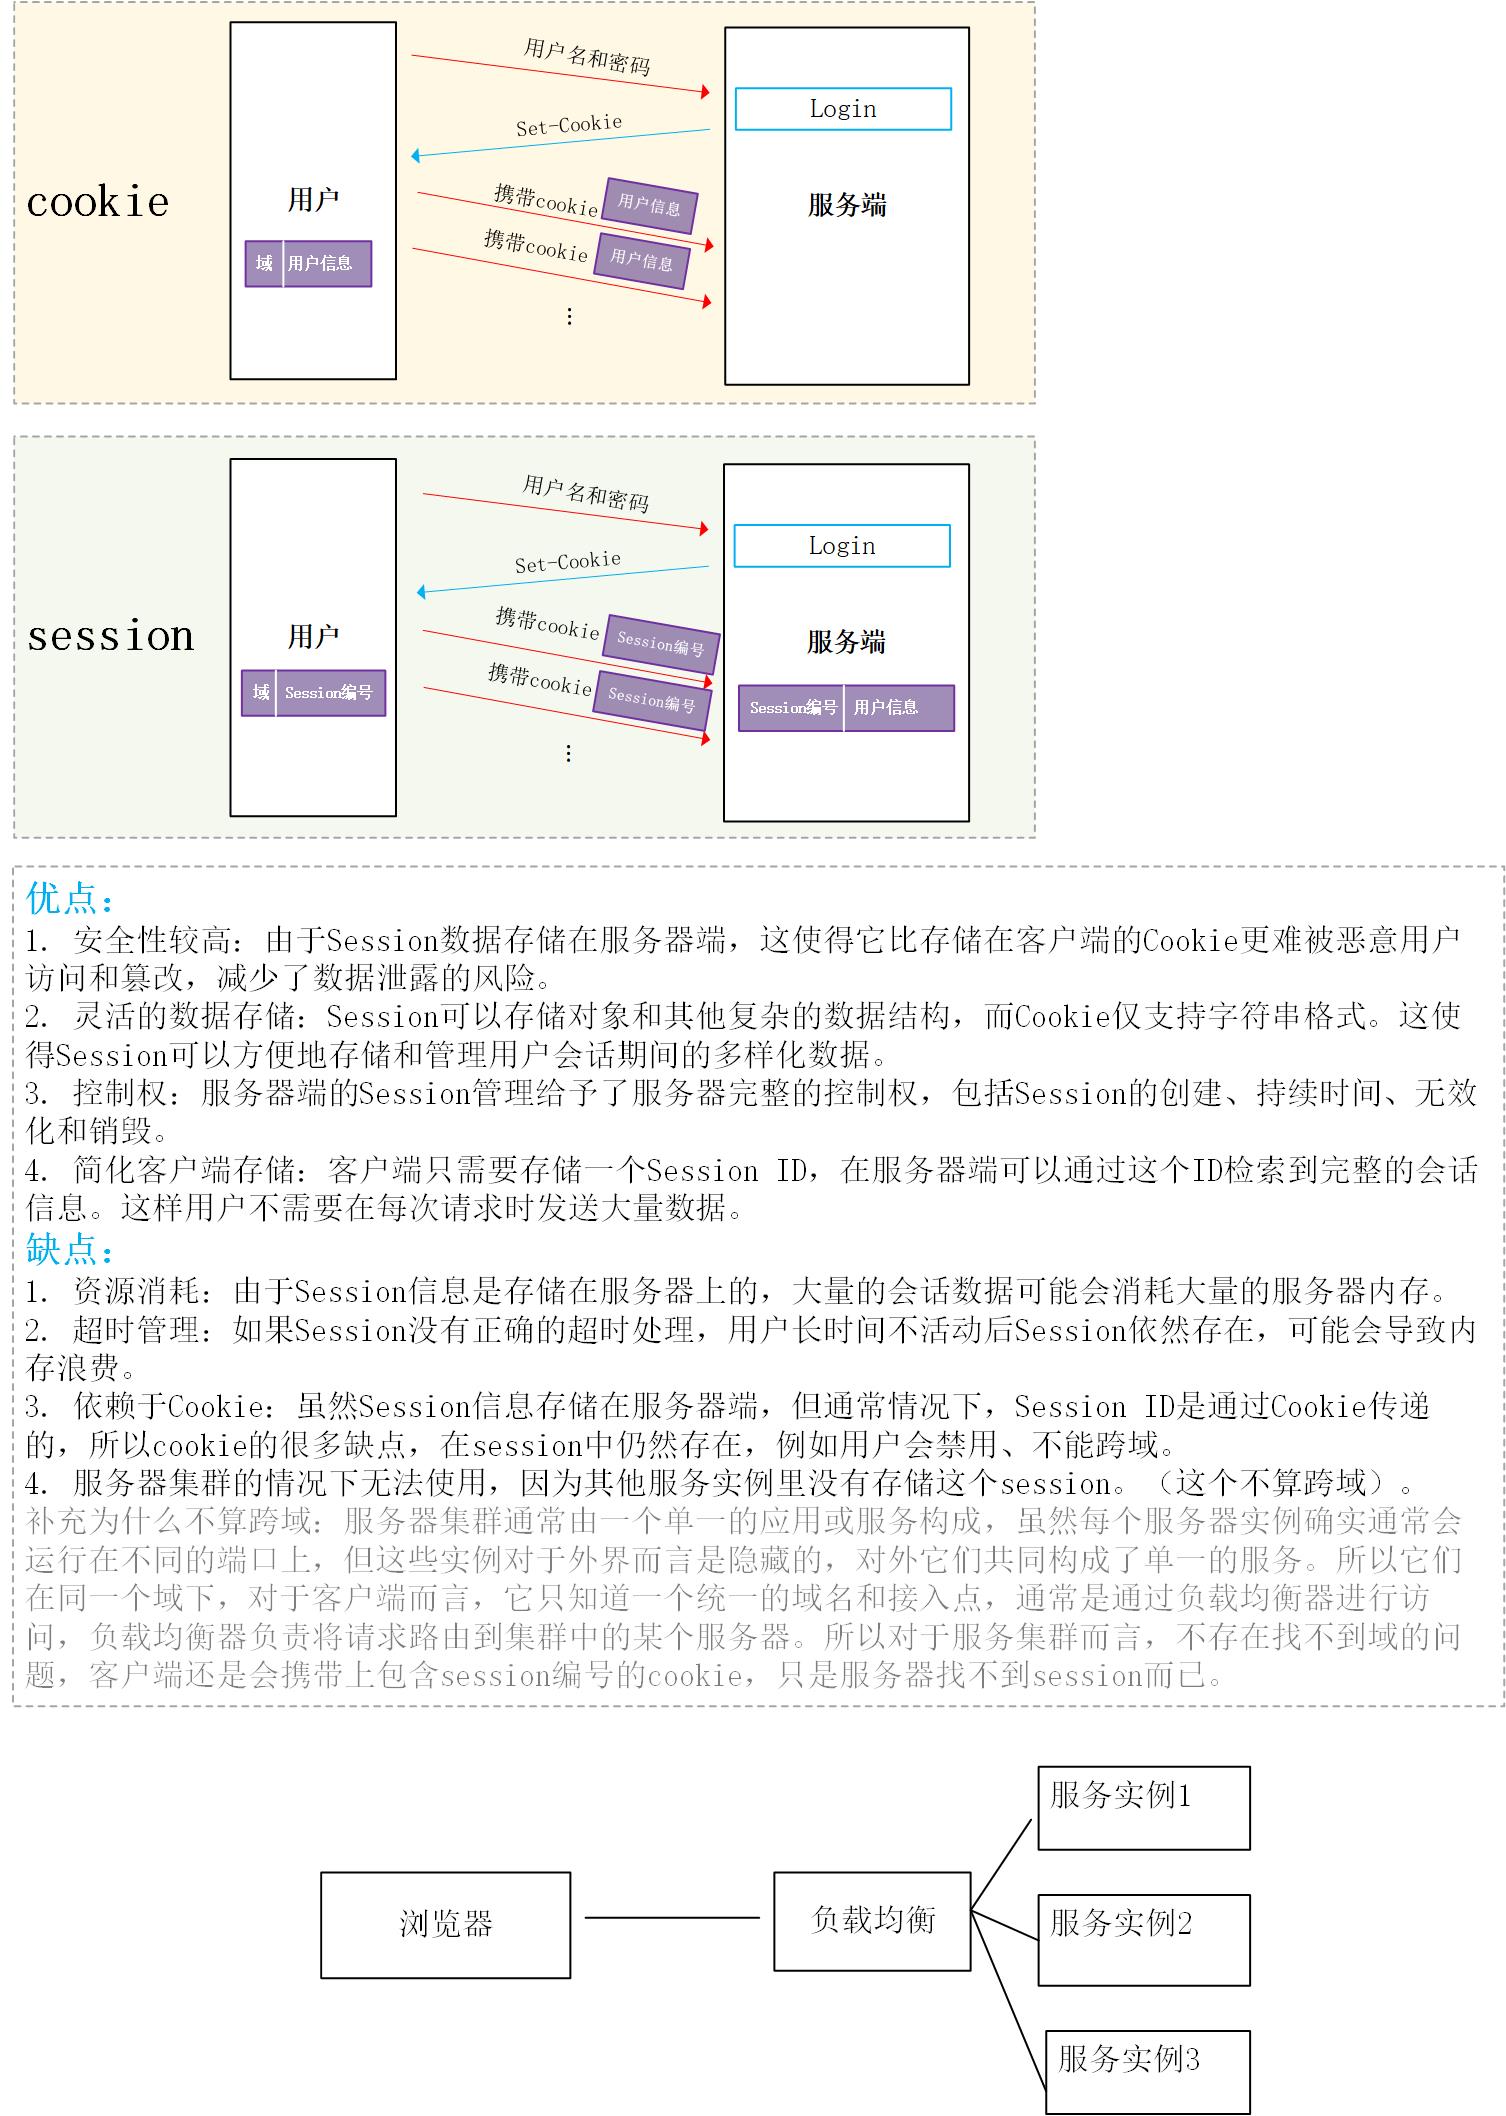 cookie
用户
域 用户信息
用户名和密码
Set-Cookie
携带cookie 用户信息
携带cookie 用户信息
⋮
Login
服务端
session
用户
域 Session编号
用户名和密码
Set-Cookie
携带cookie Session编号
携带cookie Session编号
⋮
Login
服务端
Session编号 用户信息
优点：
1. 安全性较高：由于Session数据存储在服务器端，这使得它比存储在客户端的Cookie更难被恶意用户
访问和篡改，减少了数据泄露的风险。
2. 灵活的数据存储：Session可以存储对象和其他复杂的数据结构，而Cookie仅支持字符串格式。这使
得Session可以方便地存储和管理用户会话期间的多样化数据。
3. 控制权：服务器端的Session管理给予了服务器完整的控制权，包括Session的创建、持续时间、无效
化和销毁。
4. 简化客户端存储：客户端只需要存储一个Session ID，在服务器端可以通过这个ID检索到完整的会话
信息。这样用户不需要在每次请求时发送大量数据。
缺点：
1. 资源消耗：由于Session信息是存储在服务器上的，大量的会话数据可能会消耗大量的服务器内存。
2. 超时管理：如果Session没有正确的超时处理，用户长时间不活动后Session依然存在，可能会导致内
存浪费。
3. 依赖于Cookie：虽然Session信息存储在服务器端，但通常情况下，Session ID是通过Cookie传递
的，所以cookie的很多缺点，在session中仍然存在，例如用户会禁用、不能跨域。
4. 服务器集群的情况下无法使用，因为其他服务实例里没有存储这个session。（这个不算跨域）。
补充为什么不算跨域：服务器集群通常由一个单一的应用或服务构成，虽然每个服务器实例确实通常会
运行在不同的端口上，但这些实例对于外界而言是隐藏的，对外它们共同构成了单一的服务。所以它们
在同一个域下，对于客户端而言，它只知道一个统一的域名和接入点，通常是通过负载均衡器进行访
问，负载均衡器负责将请求路由到集群中的某个服务器。所以对于服务集群而言，不存在找不到域的问
题，客户端还是会携带上包含session编号的cookie，只是服务器找不到session而已。
浏览器
负载均衡
服务实例1
服务实例2
服务实例3